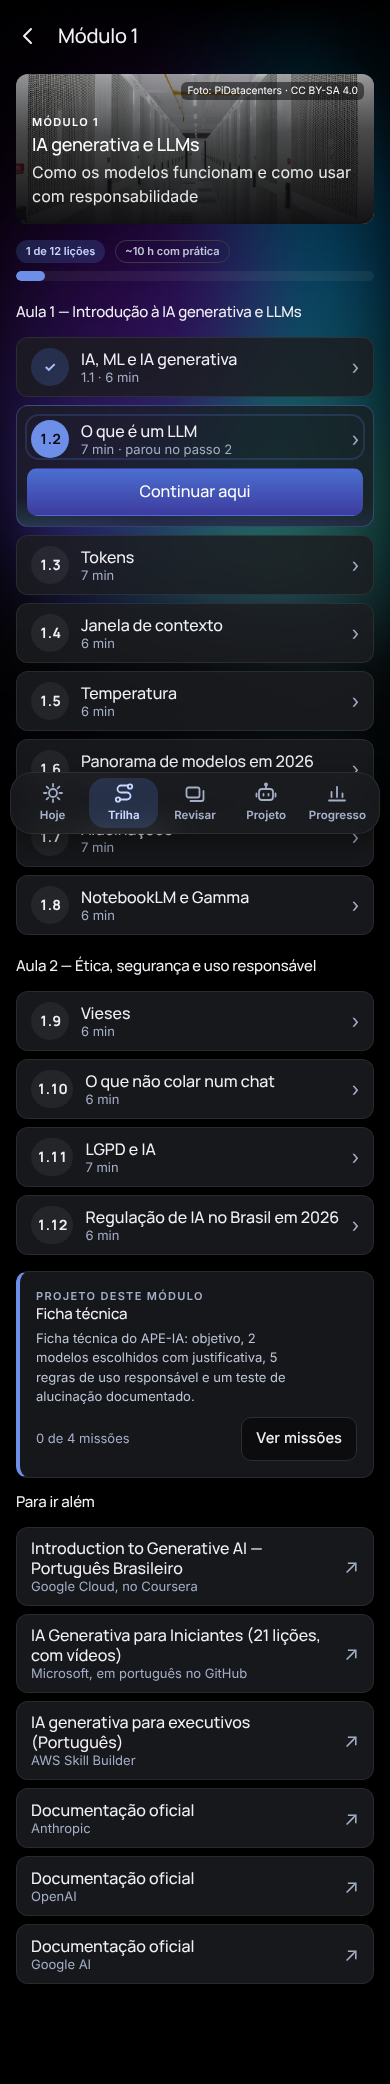 Módulo 1
Foto: PiDatacenters · CC BY-SA 4.0
MÓDULO 1
IA generativa e LLMs
Como os modelos funcionam e como usar
com responsabilidade
1 de 12 lições
~10 h com prática
Aula 1 — Introdução à IA generativa e LLMs
IA, ML e IA generativa
1.1 · 6 min
1.2
O que é um LLM
7 min · parou no passo 2
Continuar aqui
1.3
Tokens
7 min
1.4
Janela de contexto
6 min
1.5
Temperatura
6 min
1.6
Panorama de modelos em 2026
Hoje
Trilha
Revisar
Projeto
Progresso
1.7
7 min
1.8
NotebookLM e Gamma
6 min
Aula 2 — Ética, segurança e uso responsável
1.9
Vieses
6 min
1.10
O que não colar num chat
6 min
1.11
LGPD e IA
7 min
1.12
Regulação de IA no Brasil em 2026
6 min
PROJETO DESTE MÓDULO
Ficha técnica
Ficha técnica do APE-IA: objetivo, 2
modelos escolhidos com justificativa, 5
regras de uso responsável e um teste de
alucinação documentado.
0 de 4 missões
Ver missões
Para ir além
Introduction to Generative AI —
Português Brasileiro
Google Cloud, no Coursera
IA Generativa para Iniciantes (21 lições,
com vídeos)
Microsoft, em português no GitHub
IA generativa para executivos
(Português)
AWS Skill Builder
Documentação oficial
Anthropic
Documentação oficial
OpenAI
Documentação oficial
Google AI